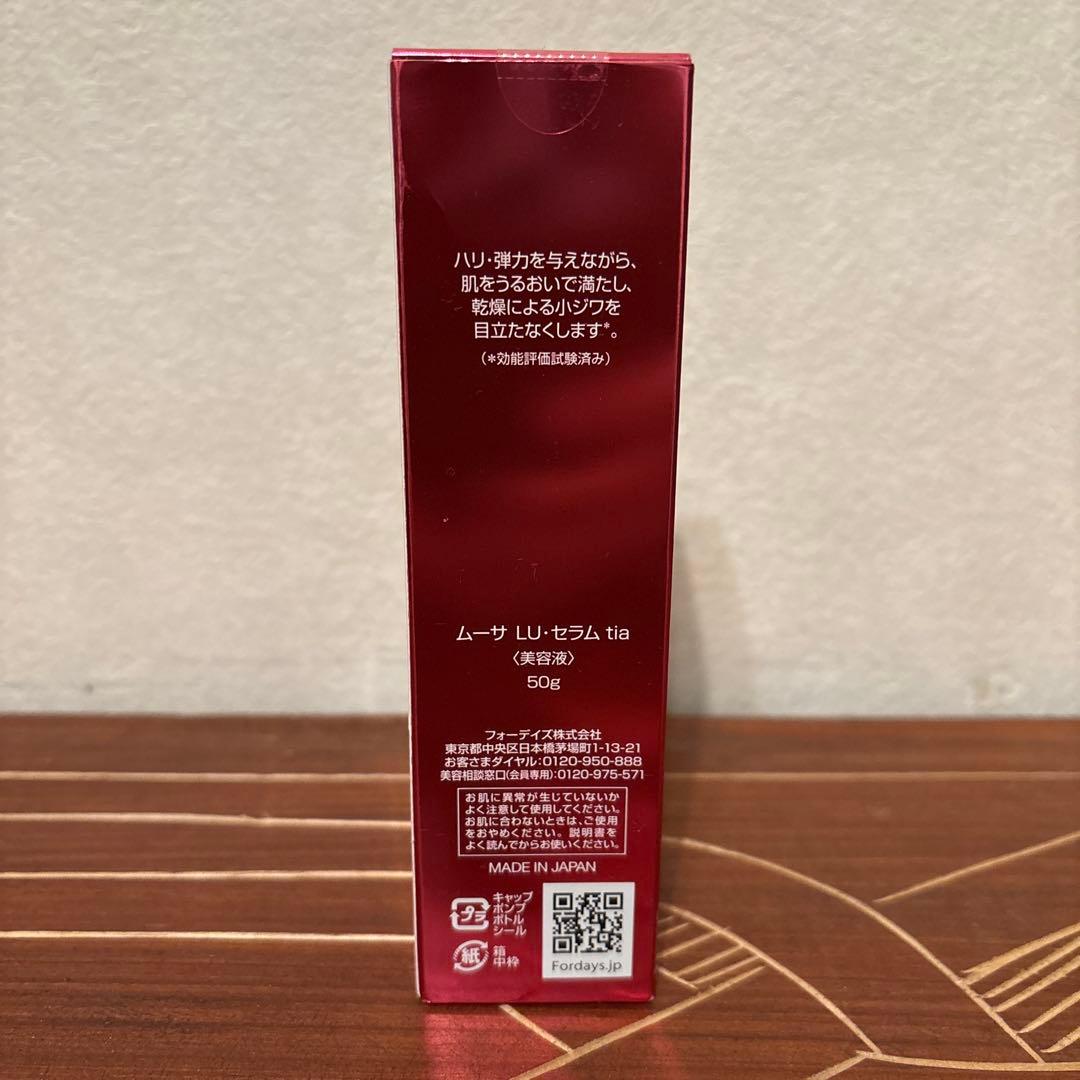 ハリ・弾力を与えながら、
肌をうるおいで満たし、
乾燥による小ジワを
目立たなくします*。
(*効能評価試験済み)
ムーサ LU・セラム tia
〈美容液〉
50g
フォーデイズ株式会社
東京都中央区日本橋茅場町1-13-21
お客さまダイヤル:0120-950-888
美容相談窓口(会員専用):0120-975-571
お肌に異常が生じていないか
よく注意して使用してください。
お肌に合わないときは、ご使用
をおやめください。説明書を
よく読んでからお使いください。
MADE IN JAPAN
プラ
キャップ
ポンプ
ボトル
シール
紙
箱
中枠
Fordays.jp